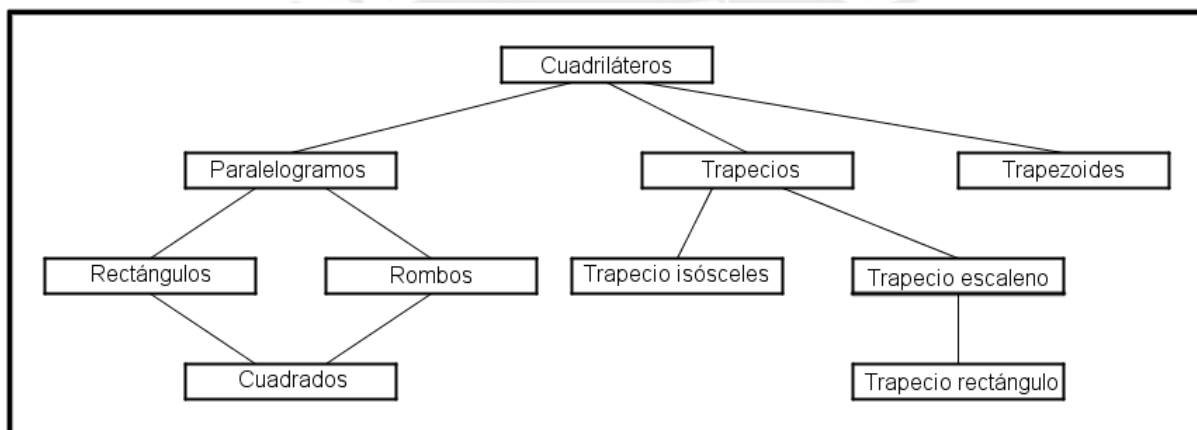 Cuadriláteros
Paralelogramos
Trapecios
Trapezoides
Rectángulos
Rombos
Trapecio isósceles
Trapecio escaleno
Cuadrados
Trapecio rectángulo